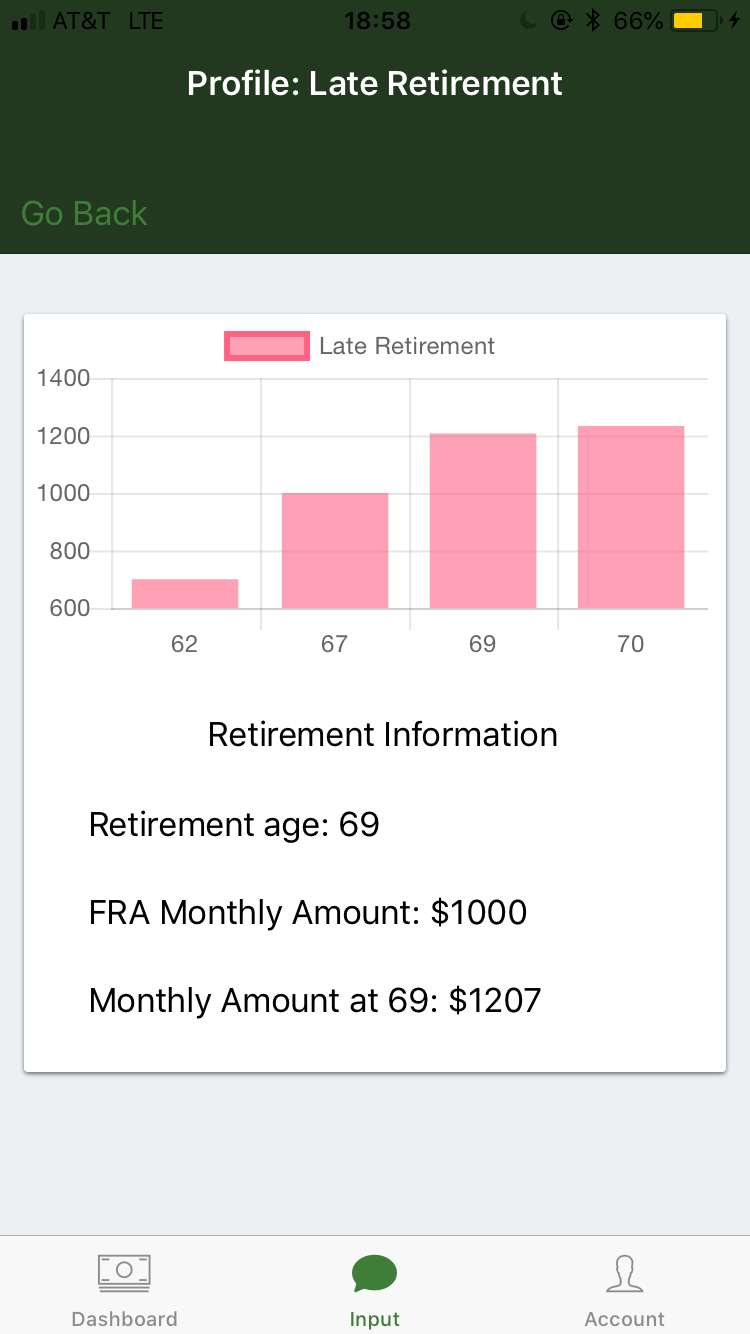 AT&T LTE 18:58 66%
Profile: Late Retirement
Go Back
Late Retirement
1400
1200
1000
800
600
62 67 69 70
Retirement Information
Retirement age: 69
FRA Monthly Amount: $1000
Monthly Amount at 69: $1207
Dashboard Input Account